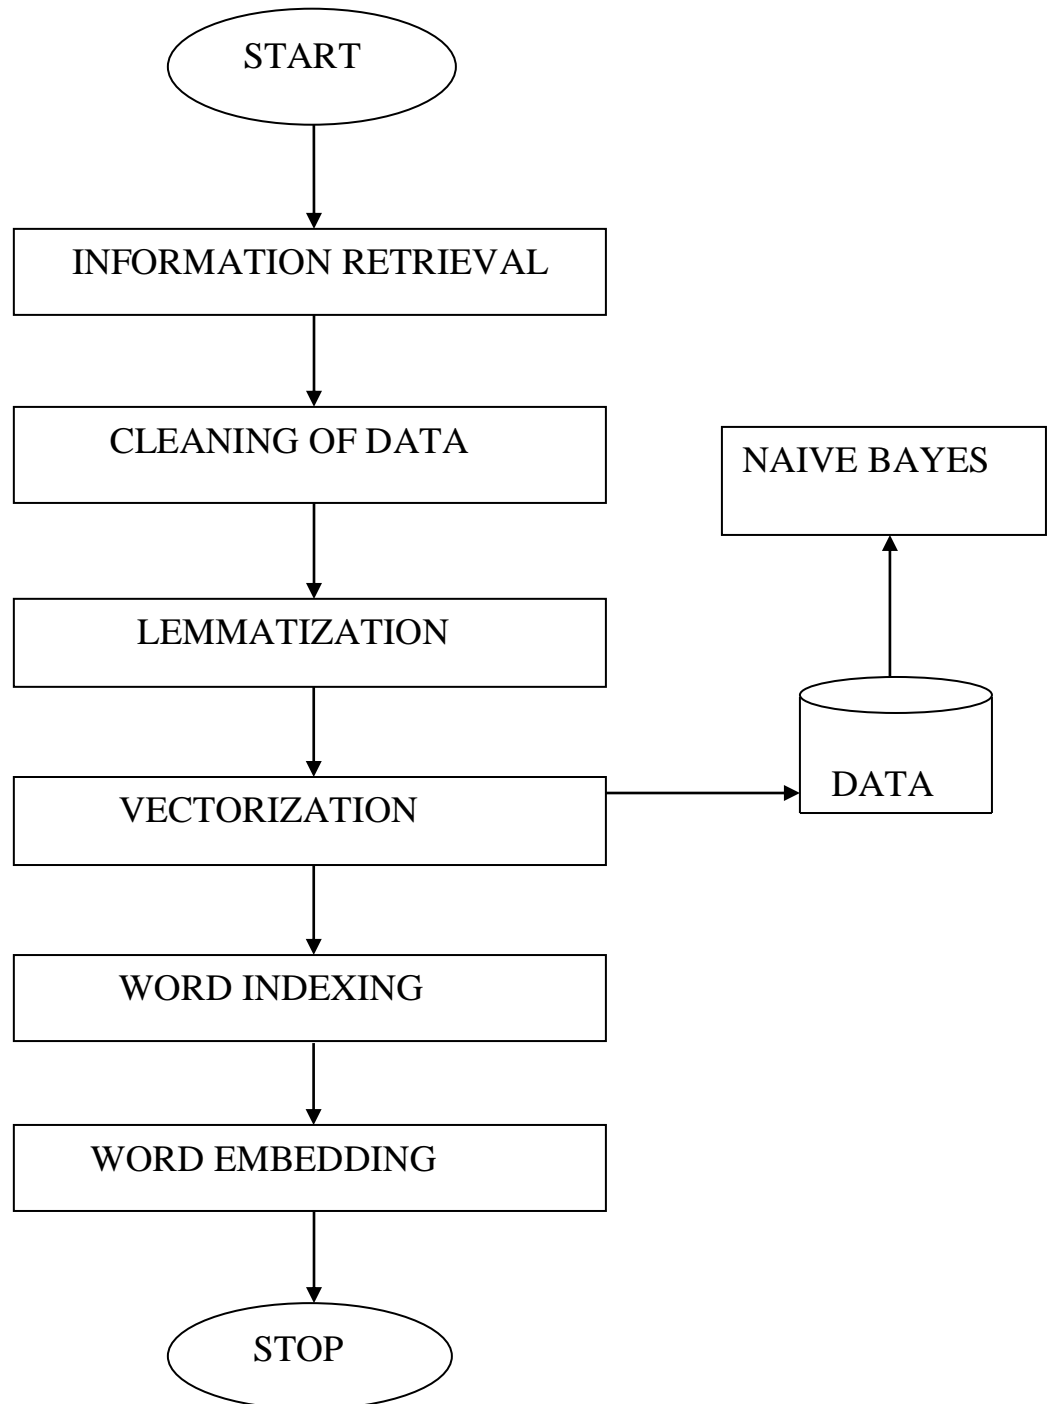 START
INFORMATION RETRIEVAL
CLEANING OF DATA
NAIVE BAYES
LEMMATIZATION
VECTORIZATION
DATA
WORD INDEXING
WORD EMBEDDING
STOP